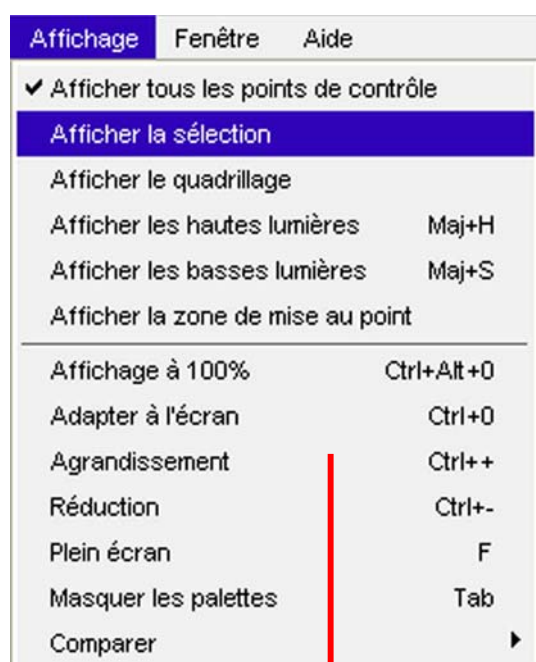 Affichage Fenêtre Aide
✔ Afficher tous les points de contrôle
Afficher la sélection
Afficher le quadrillage
Afficher les hautes lumières Maj+H
Afficher les basses lumières Maj+S
Afficher la zone de mise au point
Affichage à 100% Ctrl+Alt+0
Adapter à l'écran Ctrl+0
Agrandissement Ctrl++
Réduction Ctrl+-
Plein écran F
Masquer les palettes Tab
Comparer